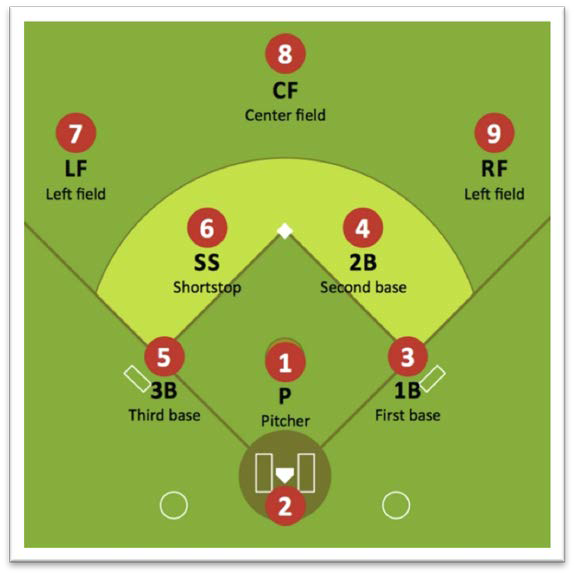 8
CF
Center field
7
LF
Left field
9
RF
Left field
6
SS
Shortstop
4
2B
Second base
5
3B
Third base
1
P
Pitcher
3
1B
First base
2